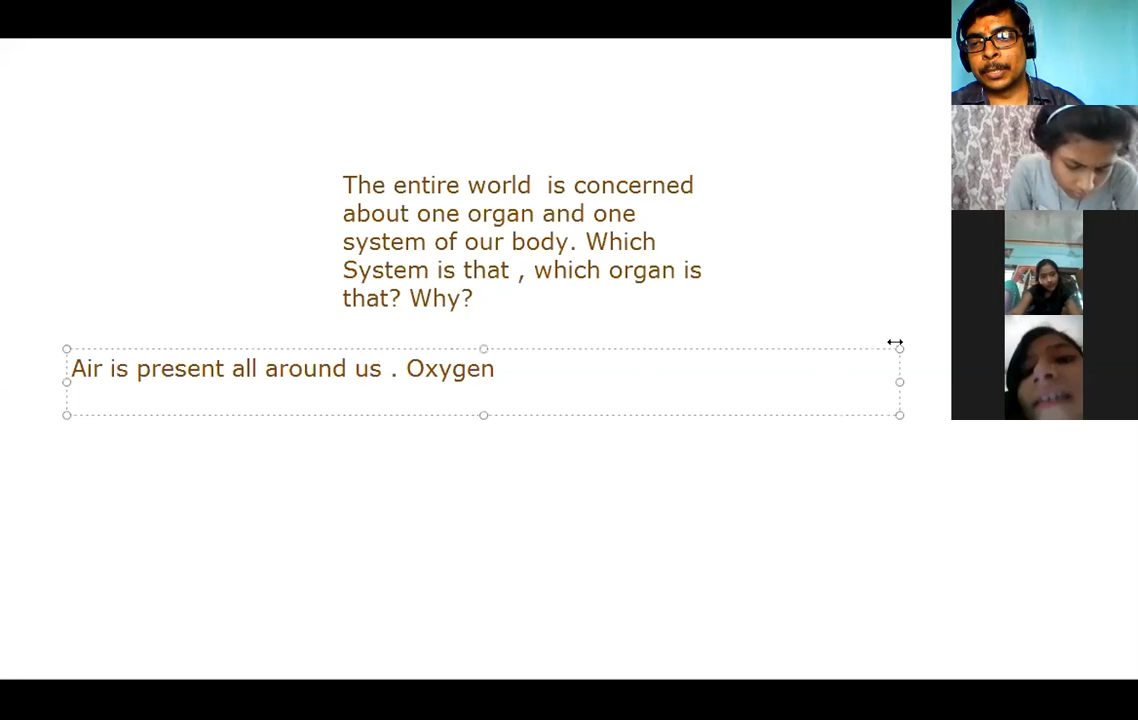 The entire world  is concerned
about one organ and one
system of our body. Which
System is that , which organ is
that? Why?
Air is present all around us . Oxygen